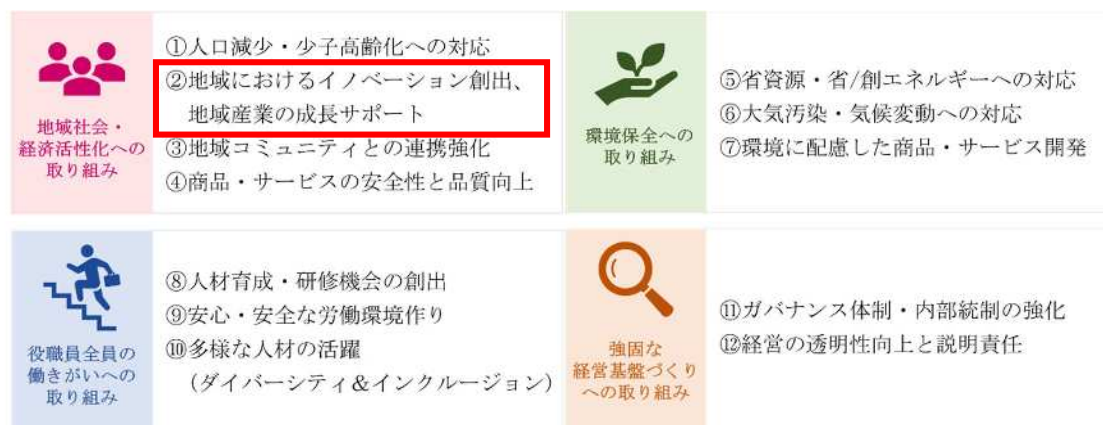 地域社会・
経済活性化への
取り組み
①人口減少・少子高齢化への対応
②地域におけるイノベーション創出、
地域産業の成長サポート
③地域コミュニティとの連携強化
④商品・サービスの安全性と品質向上
環境保全への
取り組み
⑤省資源・省/創エネルギーへの対応
⑥大気汚染・気候変動への対応
⑦環境に配慮した商品・サービス開発
役職員全員の
働きがいへの
取り組み
⑧人材育成・研修機会の創出
⑨安心・安全な労働環境作り
⑩多様な人材の活躍
（ダイバーシティ＆インクルージョン）
強固な
経営基盤づくり
への取り組み
⑪ガバナンス体制・内部統制の強化
⑫経営の透明性向上と説明責任